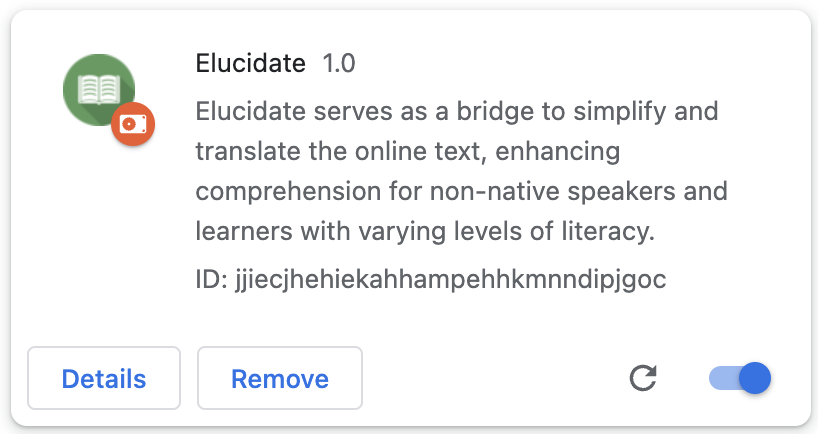 Elucidate 1.0
Elucidate serves as a bridge to simplify and
translate the online text, enhancing
comprehension for non-native speakers and
learners with varying levels of literacy.
ID: jjiecjhehiekahhampehhkmnndipjgoc
Details Remove